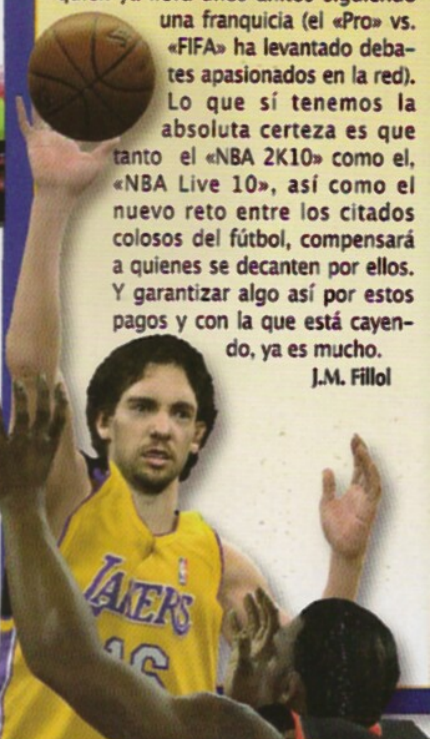 una franquicia (el «Pro» vs.
«FIFA» ha levantado deba-
tes apasionados en la red).
Lo que sí tenemos la
absoluta certeza es que
tanto el «NBA 2K10» como el,
«NBA Live 10», así como el
nuevo reto entre los citados
colosos del fútbol, compensará
a quienes se decanten por ellos.
Y garantizar algo así por estos
pagos y con la que está cayen-
do, ya es mucho.
J.M. Fillol
LAKERS
16